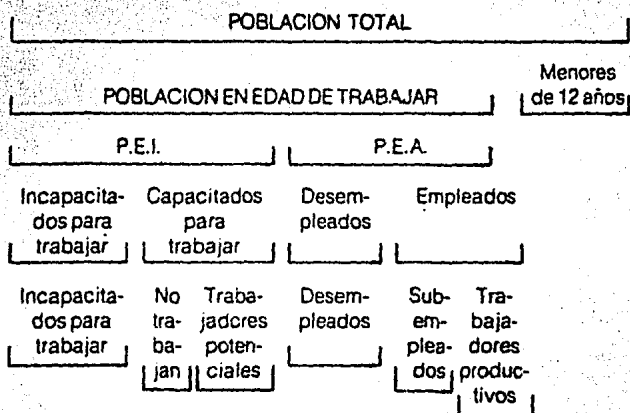 POBLACION TOTAL
POBLACION EN EDAD DE TRABAJAR
Menores
de 12 años
P.E.I.
P.E.A.
Incapacita-
dos para
trabajar
Capacitados
para
trabajar
Desem-
pleados
Empleados
Incapacita-
dos para
trabajar
No
tra-
ba-
jan
Traba-
jadores
poten-
ciales
Desem-
pleados
Sub-
em-
plea-
dos
Tra-
baja-
dores
produc-
tivos